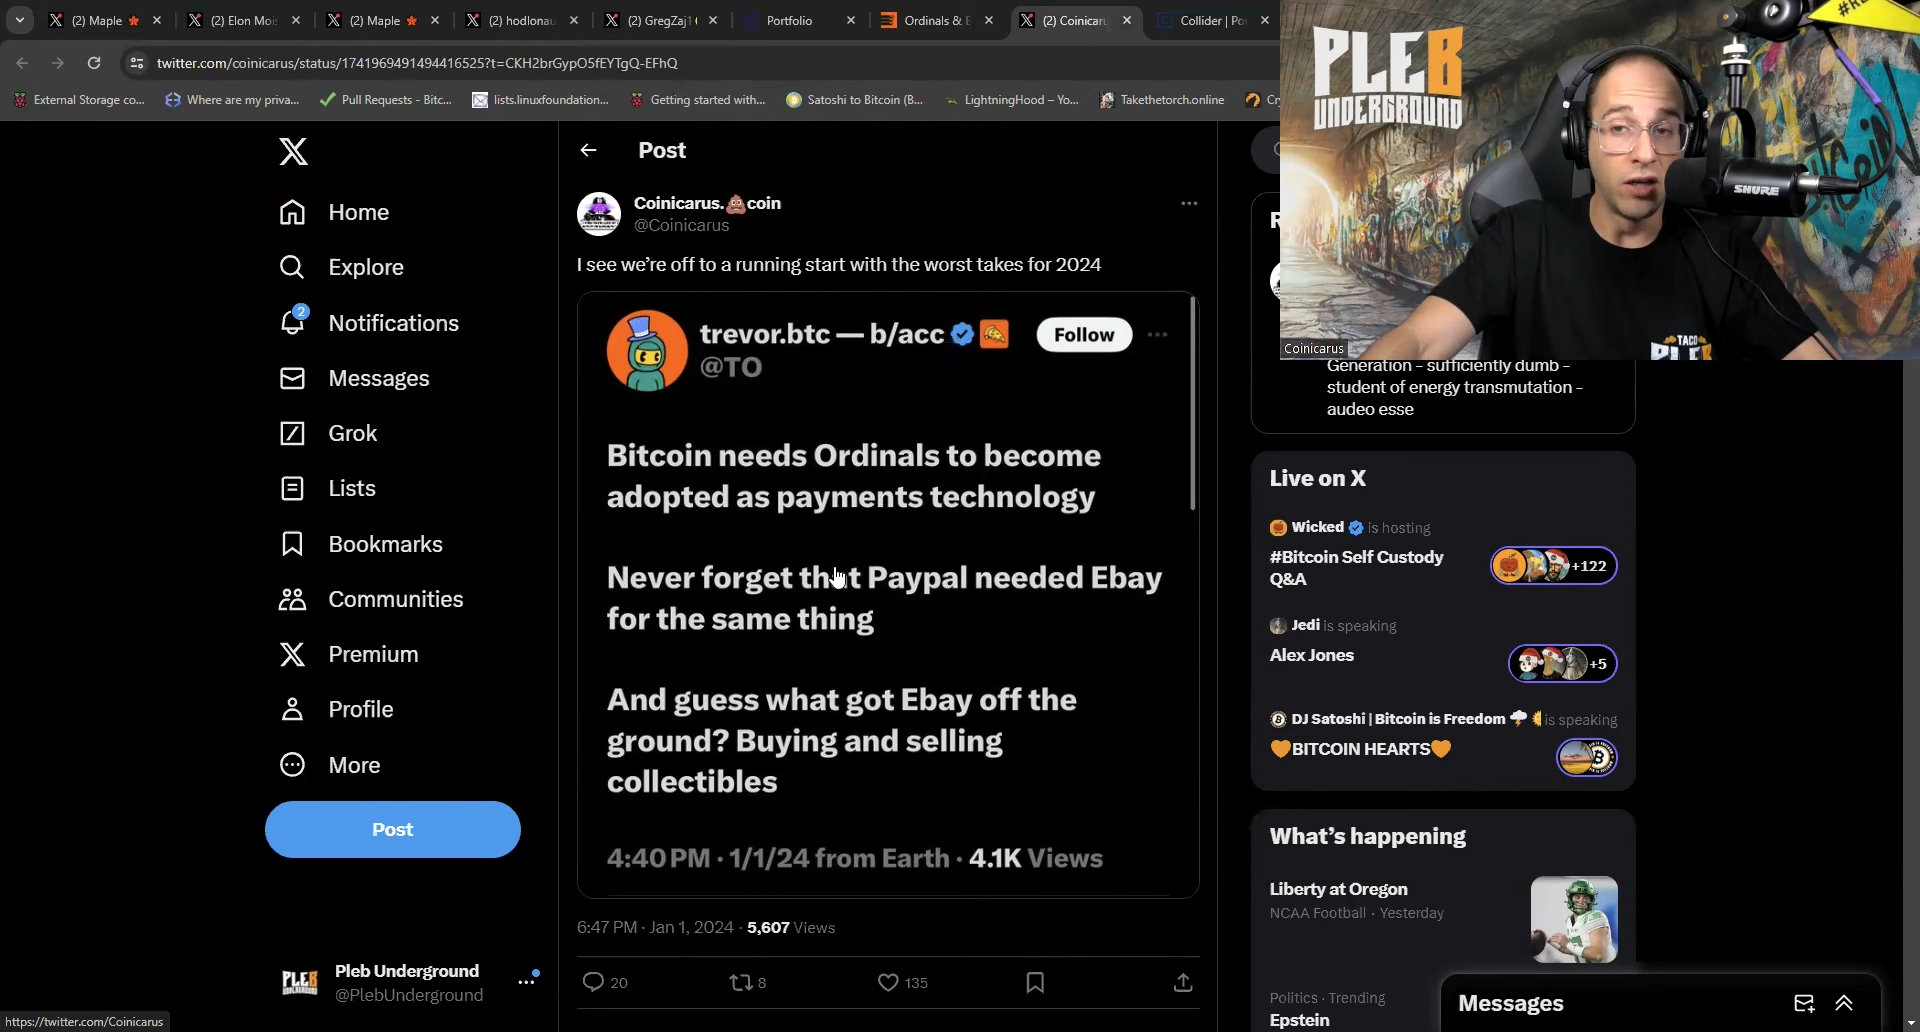 (2) Maple
(2) Elon Mo
(2) Maple
(2) hodlonau
(2) GregZaj1
Portfolio
Ordinals &
(2) Coinicaru
Collider | Po
twitter.com/coinicarus/status/1741969491494416525?t=CKH2brGypO5fEYTgQ-EFhQ
External Storage co...
Where are my priva...
Pull Requests - Bitc...
lists.linuxfoundation...
Getting started with...
Satoshi to Bitcoin (B...
LightningHood – Yo...
Takethetorch.online
PLEB
UNDERGROUND
SHURE
TACO
PLEB
Coinicarus
Home
Explore
2
Notifications
Messages
Grok
Lists
Bookmarks
Communities
Premium
Profile
More
Post
Pleb Underground
@PlebUnderground
https://twitter.com/Coinicarus
Post
Coinicarus.💩coin
@Coinicarus
I see we’re off to a running start with the worst takes for 2024
trevor.btc — b/acc
@TO
Follow
Bitcoin needs Ordinals to become
adopted as payments technology
Never forget that Paypal needed Ebay
for the same thing
And guess what got Ebay off the
ground? Buying and selling
collectibles
4:40 PM · 1/1/24 from Earth · 4.1K Views
6:47 PM · Jan 1, 2024 · 5,607 Views
20
8
135
Generation - sufficiently dumb -
student of energy transmutation -
audeo esse
Live on X
Wicked is hosting
#Bitcoin Self Custody
Q&A
+122
Jedi is speaking
Alex Jones
+5
DJ Satoshi | Bitcoin is Freedom is speaking
🧡BITCOIN HEARTS🧡
What’s happening
Liberty at Oregon
NCAA Football · Yesterday
Politics · Trending
Epstein
Messages